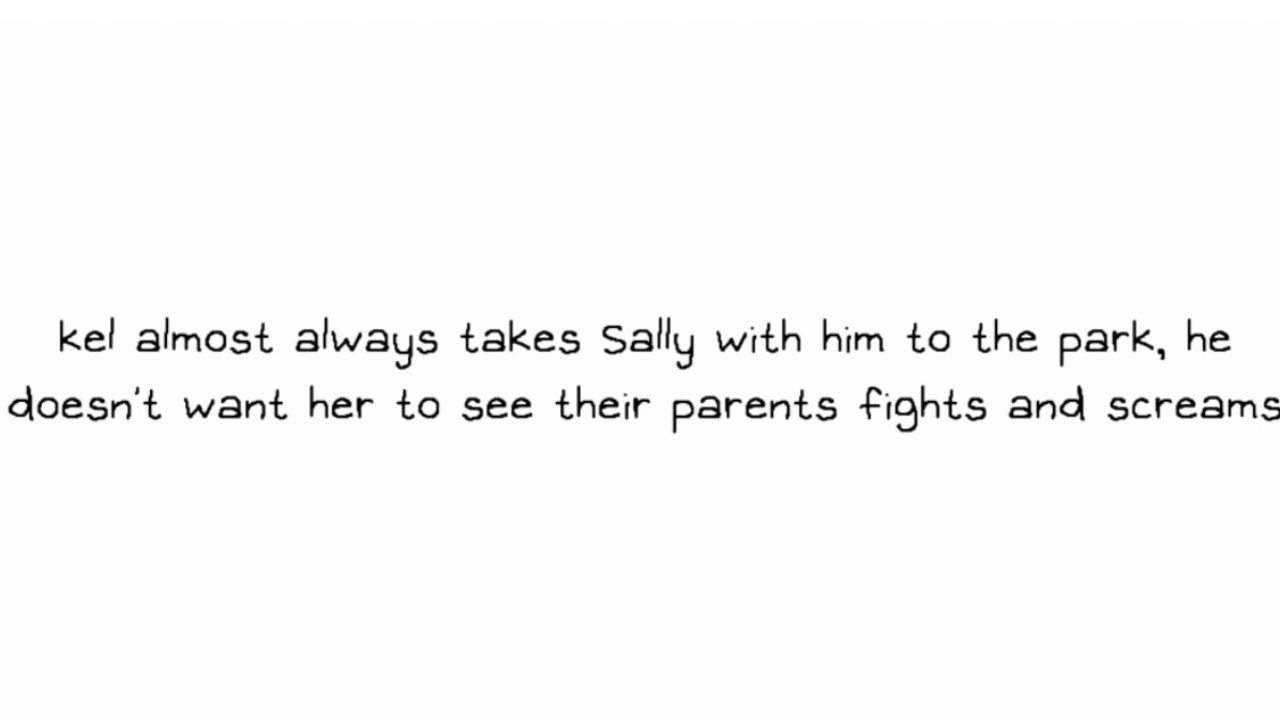 kel almost always takes Sally with him to the park, he
doesn't want her to see their parents fights and screams